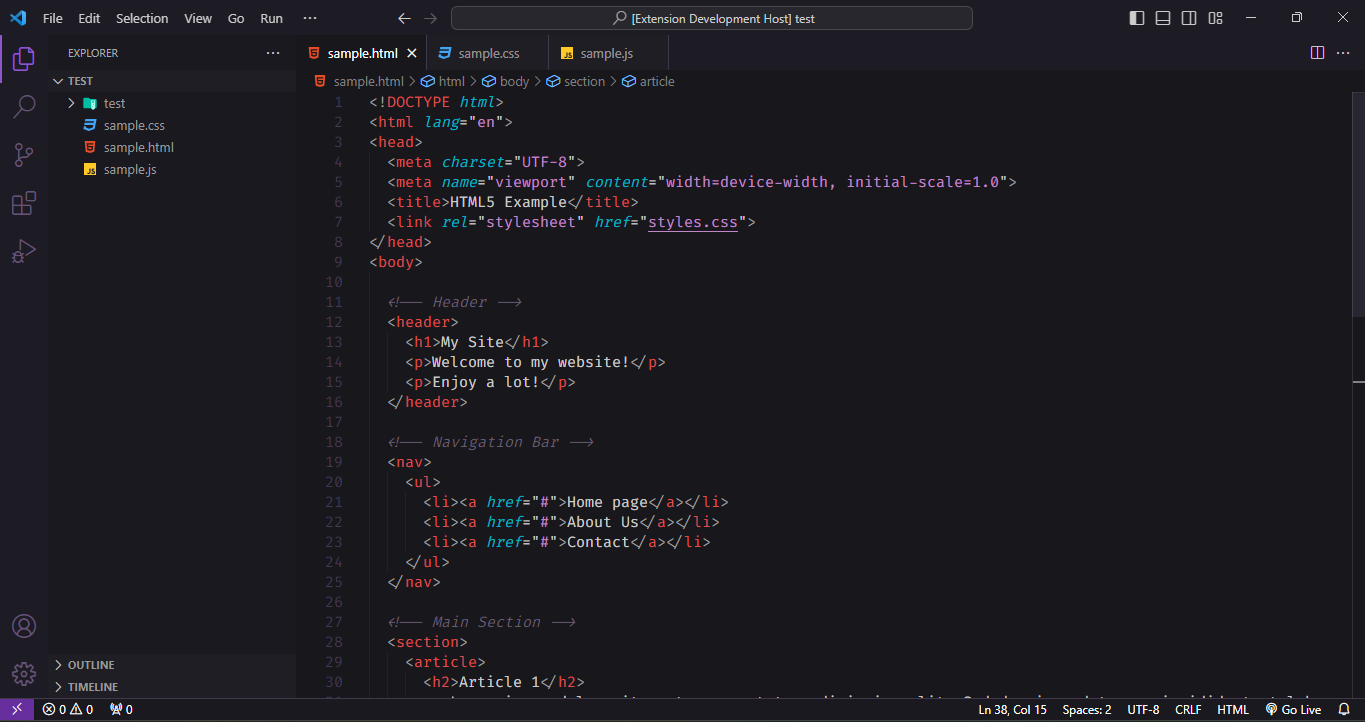 File Edit Selection View Go Run ···
[Extension Development Host] test
EXPLORER ···
TEST
test
sample.css
sample.html
sample.js
OUTLINE
TIMELINE
sample.html sample.css sample.js
sample.html > html > body > section > article
1 <!DOCTYPE html>
2 <html lang="en">
3 <head>
4 <meta charset="UTF-8">
5 <meta name="viewport" content="width=device-width, initial-scale=1.0">
6 <title>HTML5 Example</title>
7 <link rel="stylesheet" href="styles.css">
8 </head>
9 <body>
10
11 <!-- Header -->
12 <header>
13 <h1>My Site</h1>
14 <p>Welcome to my website!</p>
15 <p>Enjoy a lot!</p>
16 </header>
17
18 <!-- Navigation Bar -->
19 <nav>
20 <ul>
21 <li><a href="#">Home page</a></li>
22 <li><a href="#">About Us</a></li>
23 <li><a href="#">Contact</a></li>
24 </ul>
25 </nav>
26
27 <!-- Main Section -->
28 <section>
29 <article>
30 <h2>Article 1</h2>
0 0 0
Ln 38, Col 15 Spaces: 2 UTF-8 CRLF HTML Go Live